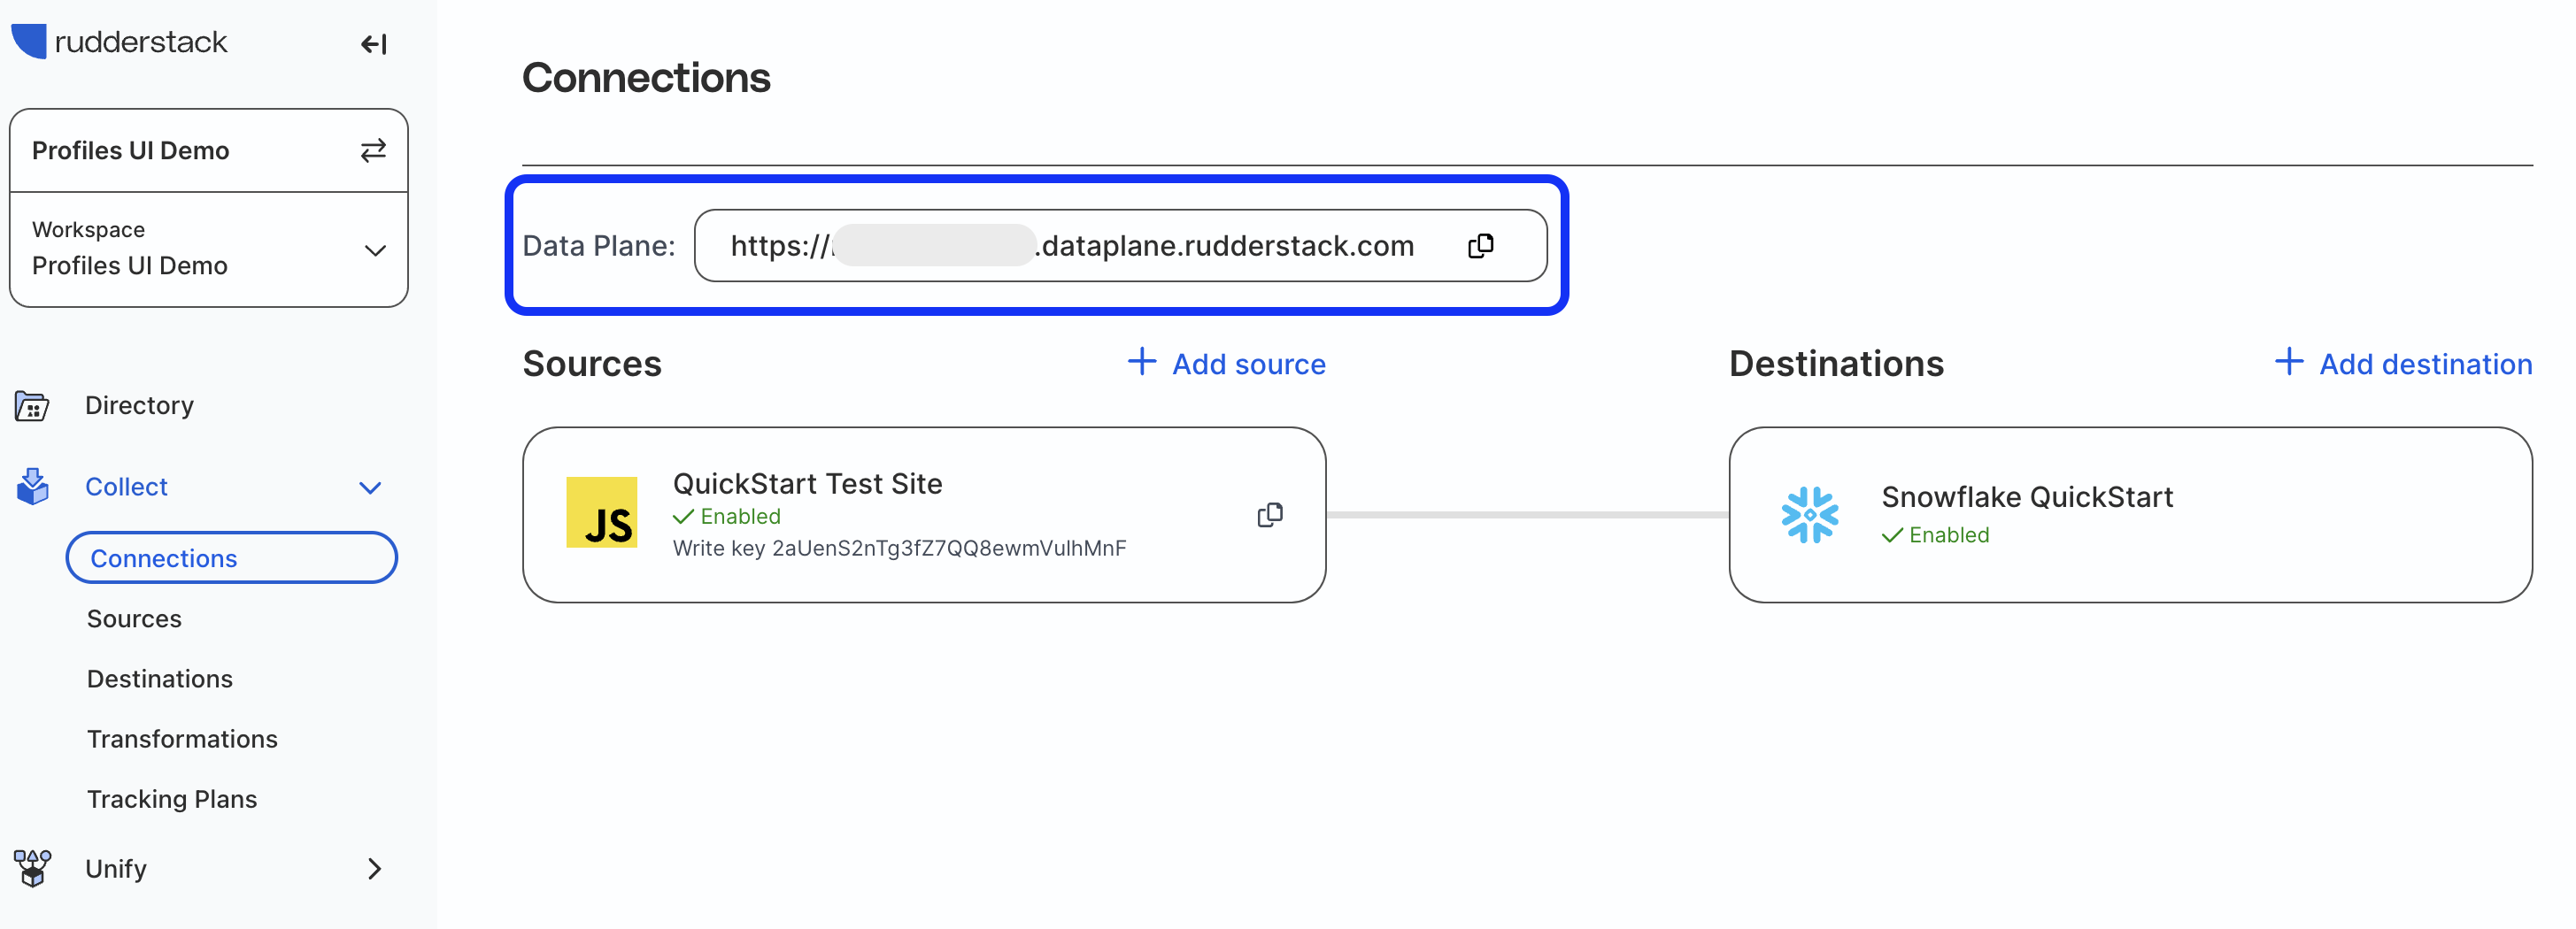 rudderstack
Profiles UI Demo
Workspace
Profiles UI Demo
Directory
Collect
Connections
Sources
Destinations
Transformations
Tracking Plans
Unify
Connections
Data Plane: https:// .dataplane.rudderstack.com
Sources
Add source
JS
QuickStart Test Site
Enabled
Write key 2aUenS2nTg3fZ7QQ8ewmVulhMnF
Destinations
Add destination
Snowflake QuickStart
Enabled